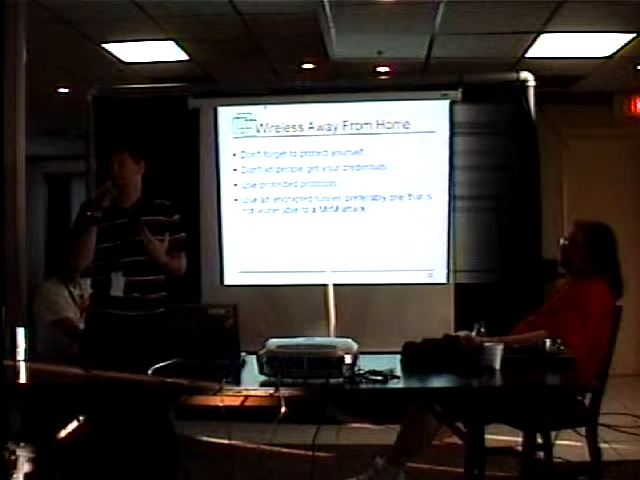 Wireless Away From Home
Don't forget to protect yourself
Don't let people get your credentials
Use protected protocols
Use an encrypted tunnel, preferably one that is
not vulnerable to a MitM attack